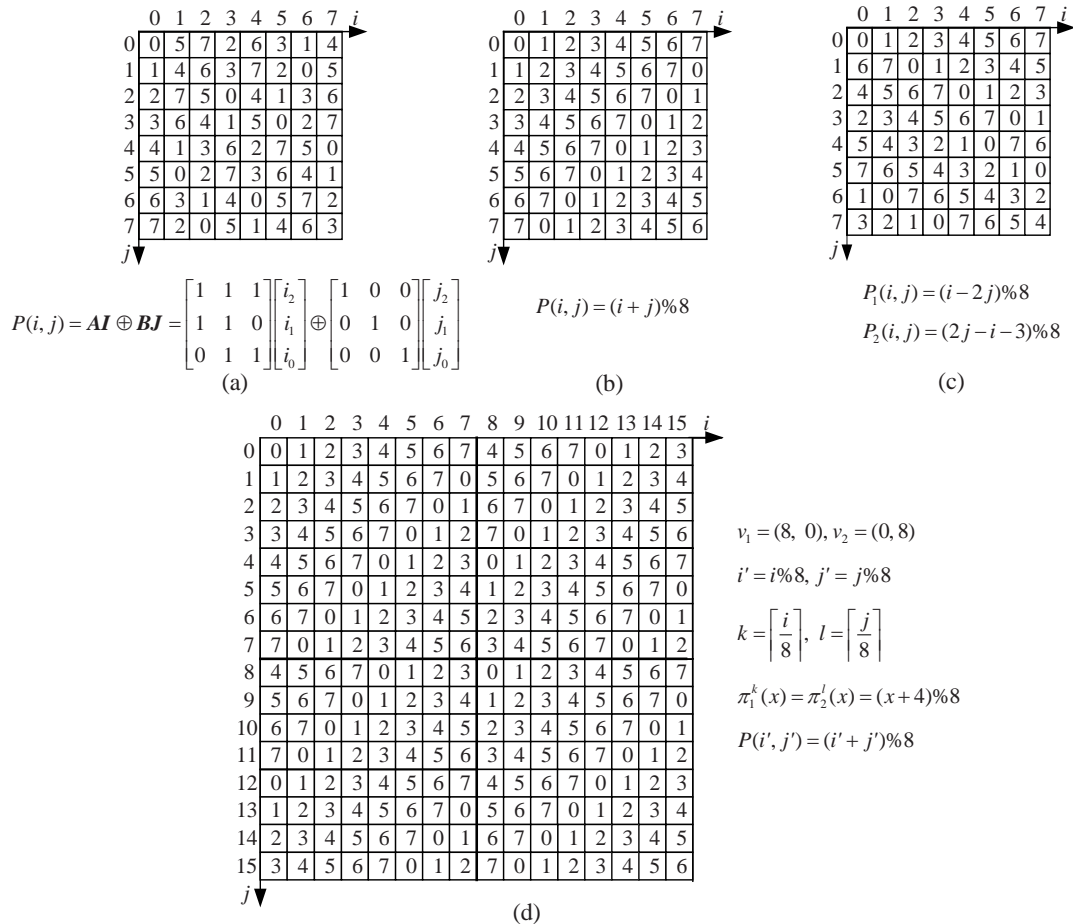 0 1 2 3 4 5 6 7 i
0 0 5 7 2 6 3 1 4
1 1 4 6 3 7 2 0 5
2 2 7 5 0 4 1 3 6
3 3 6 4 1 5 0 2 7
4 4 1 3 6 2 7 5 0
5 5 0 2 7 3 6 4 1
6 6 3 1 4 0 5 7 2
7 7 2 0 5 1 4 6 3
j
P(i, j) = AI ⊕ BJ = [1 1 1; 1 1 0; 0 1 1] [i₂; i₁; i₀] ⊕ [1 0 0; 0 1 0; 0 0 1] [j₂; j₁; j₀]
(a)
0 1 2 3 4 5 6 7 i
0 0 1 2 3 4 5 6 7
1 1 2 3 4 5 6 7 0
2 2 3 4 5 6 7 0 1
3 3 4 5 6 7 0 1 2
4 4 5 6 7 0 1 2 3
5 5 6 7 0 1 2 3 4
6 6 7 0 1 2 3 4 5
7 7 0 1 2 3 4 5 6
j
P(i, j) = (i + j)%8
(b)
0 1 2 3 4 5 6 7 i
0 0 1 2 3 4 5 6 7
1 6 7 0 1 2 3 4 5
2 4 5 6 7 0 1 2 3
3 2 3 4 5 6 7 0 1
4 5 4 3 2 1 0 7 6
5 7 6 5 4 3 2 1 0
6 1 0 7 6 5 4 3 2
7 3 2 1 0 7 6 5 4
j
P₁(i, j) = (i − 2j)%8
P₂(i, j) = (2j − i − 3)%8
(c)
0 1 2 3 4 5 6 7 8 9 10 11 12 13 14 15 i
0 0 1 2 3 4 5 6 7 4 5 6 7 0 1 2 3
1 1 2 3 4 5 6 7 0 5 6 7 0 1 2 3 4
2 2 3 4 5 6 7 0 1 6 7 0 1 2 3 4 5
3 3 4 5 6 7 0 1 2 7 0 1 2 3 4 5 6
4 4 5 6 7 0 1 2 3 0 1 2 3 4 5 6 7
5 5 6 7 0 1 2 3 4 1 2 3 4 5 6 7 0
6 6 7 0 1 2 3 4 5 2 3 4 5 6 7 0 1
7 7 0 1 2 3 4 5 6 3 4 5 6 7 0 1 2
8 4 5 6 7 0 1 2 3 0 1 2 3 4 5 6 7
9 5 6 7 0 1 2 3 4 1 2 3 4 5 6 7 0
10 6 7 0 1 2 3 4 5 2 3 4 5 6 7 0 1
11 7 0 1 2 3 4 5 6 3 4 5 6 7 0 1 2
12 0 1 2 3 4 5 6 7 4 5 6 7 0 1 2 3
13 1 2 3 4 5 6 7 0 5 6 7 0 1 2 3 4
14 2 3 4 5 6 7 0 1 6 7 0 1 2 3 4 5
15 3 4 5 6 7 0 1 2 7 0 1 2 3 4 5 6
j
v₁ = (8, 0), v₂ = (0, 8)
i′ = i%8, j′ = j%8
k = ⌈i/8⌉, l = ⌈j/8⌉
π₁ᵏ(x) = π₂ˡ(x) = (x + 4)%8
P(i′, j′) = (i′ + j′)%8
(d)